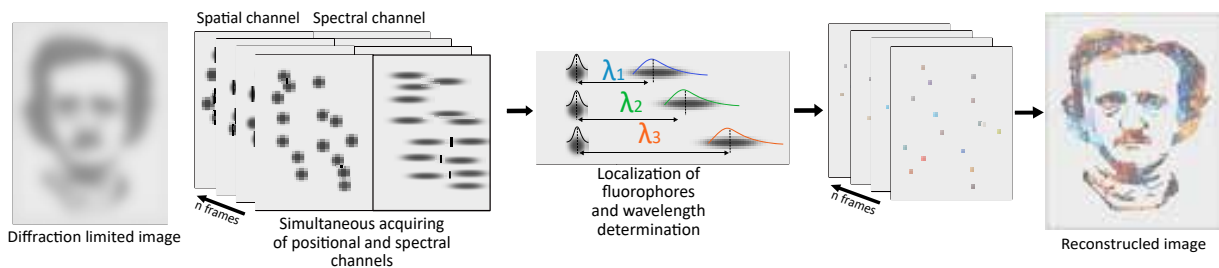 Spatial channel
Spectral channel
n frames
Diffraction limited image
Simultaneous acquiring
of positional and spectral
channels
λ1
λ2
λ3
Localization of
fluorophores
and wavelength
determination
n frames
Reconstrucled image